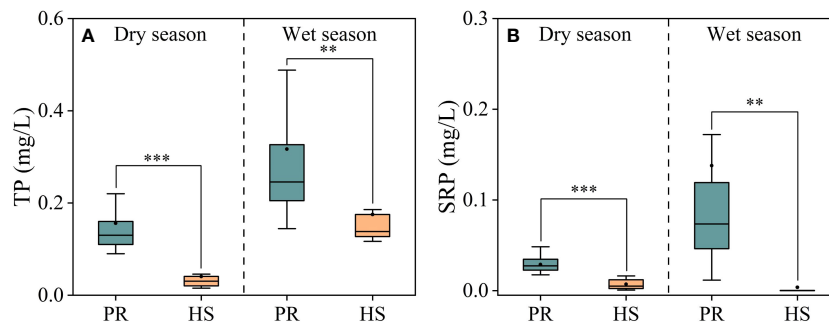 A Dry season Wet season
TP (mg/L)
0.6
0.4
0.2
0.0
***
**
PR HS PR HS
B Dry season Wet season
SRP (mg/L)
0.3
0.2
0.1
0.0
***
**
PR HS PR HS